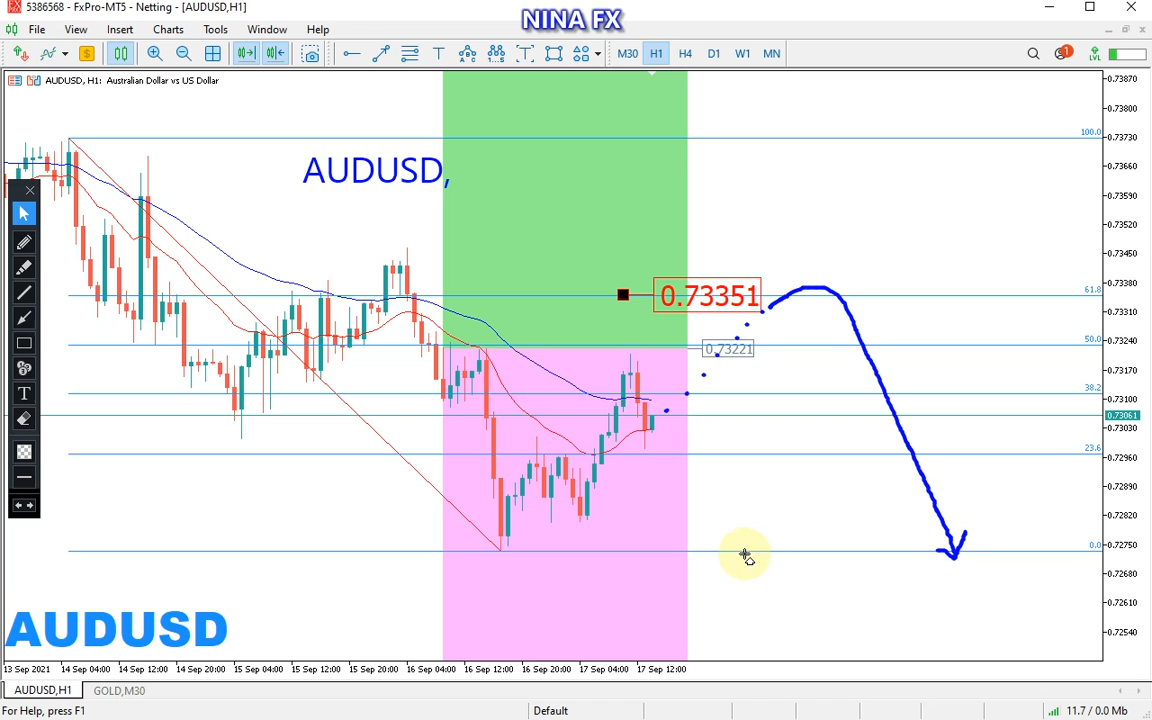 5386568 - FxPro-MT5 - Netting - [AUDUSD,H1]
NINA FX
File View Insert Charts Tools Window Help
M30 H1 H4 D1 W1 MN
1
LVL
AUDUSD, H1: Australian Dollar vs US Dollar
0.73870
0.73800
100.0
0.73730
AUDUSD,
0.73660
0.73590
0.73520
0.73450
0.73380
61.8
0.73351
0.73310
50.0
0.73240
0.73221
0.73170
38.2
0.73100
0.73061
0.73030
23.6
0.72960
0.72890
0.72820
0.0
0.72750
0.72680
0.72610
AUDUSD
0.72540
13 Sep 2021 14 Sep 04:00 14 Sep 12:00 14 Sep 20:00 15 Sep 04:00 15 Sep 12:00 15 Sep 20:00 16 Sep 04:00 16 Sep 12:00 16 Sep 20:00 17 Sep 04:00 17 Sep 12:00
AUDUSD,H1 GOLD,M30
For Help, press F1 Default 11.7 / 0.0 Mb